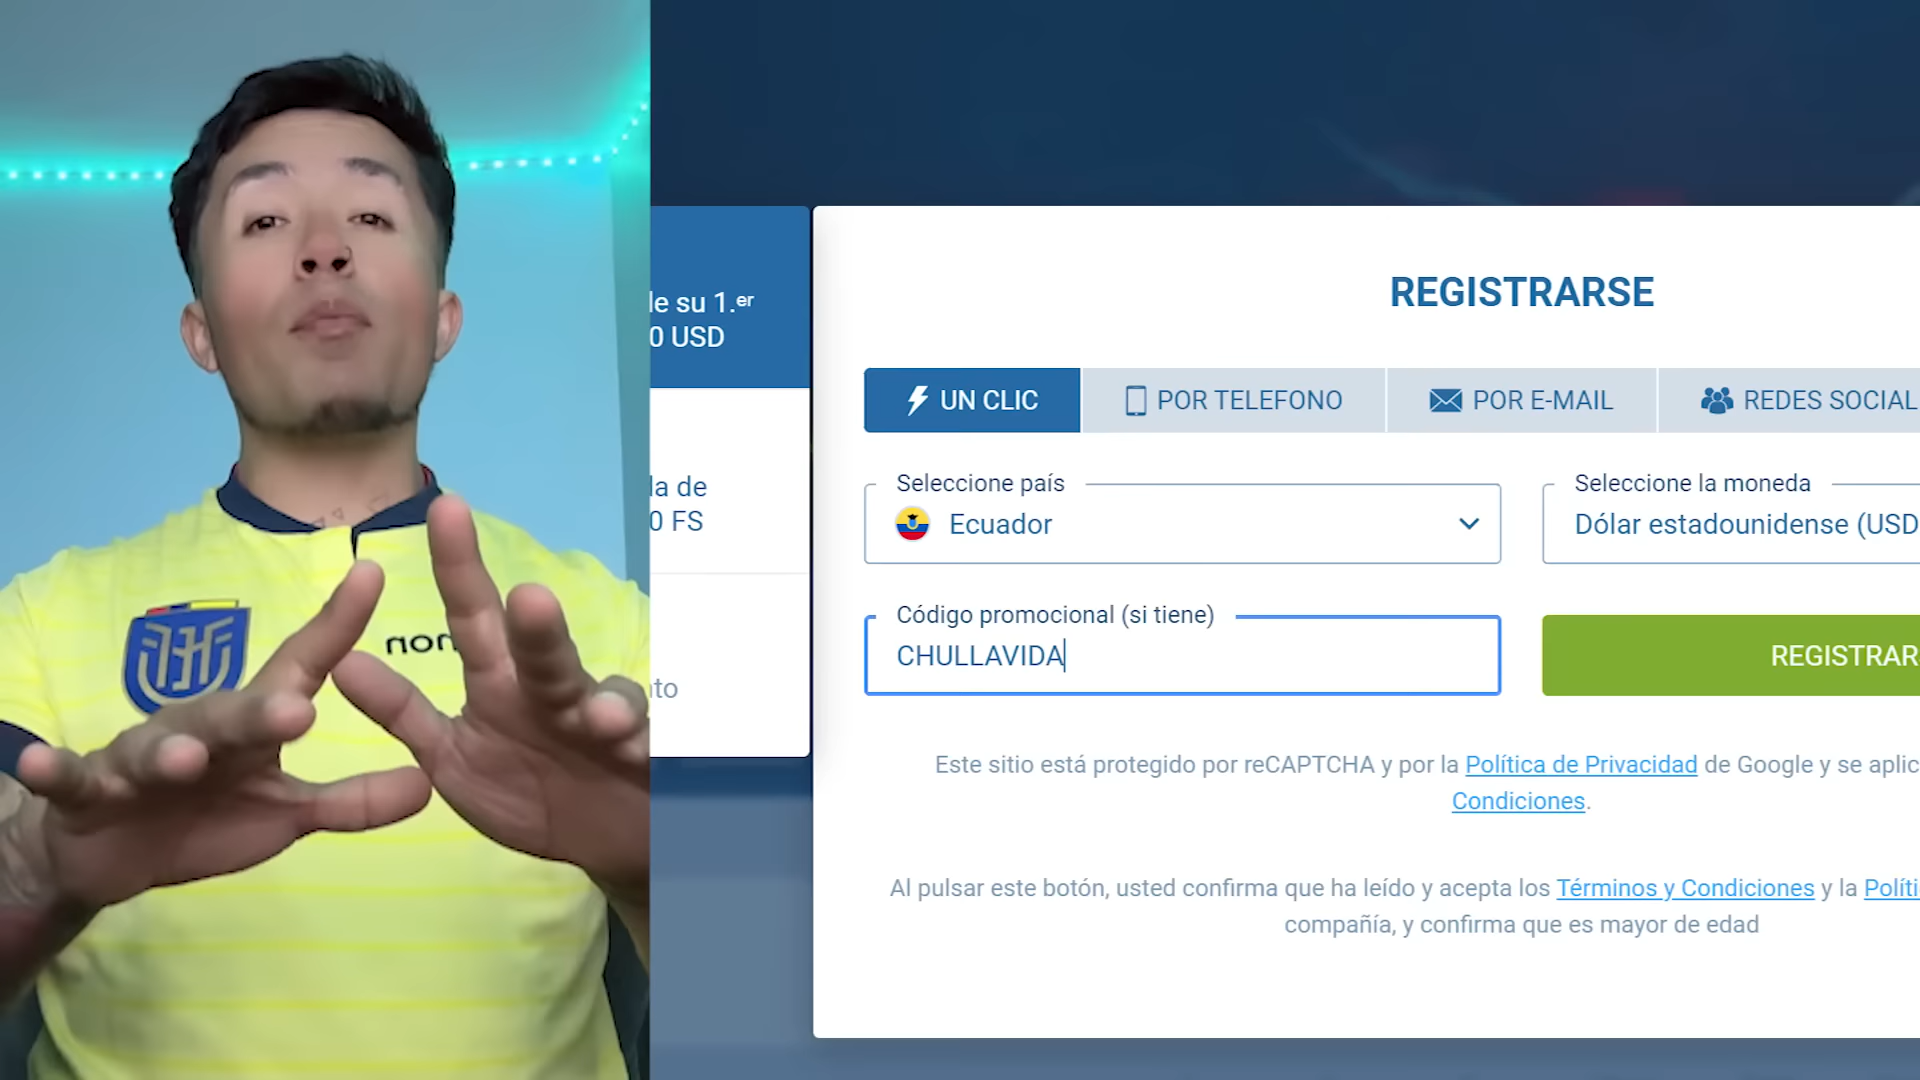 le su 1.er
0 USD
la de
0 FS
nto
REGISTRARSE
UN CLIC
POR TELEFONO
POR E-MAIL
REDES SOCIAL
Seleccione país
Ecuador
Seleccione la moneda
Dólar estadounidense (USD
Código promocional (si tiene)
CHULLAVIDA
REGISTRAR
Este sitio está protegido por reCAPTCHA y por la Política de Privacidad de Google y se aplic
Condiciones.
Al pulsar este botón, usted confirma que ha leído y acepta los Términos y Condiciones y la Políti
compañía, y confirma que es mayor de edad